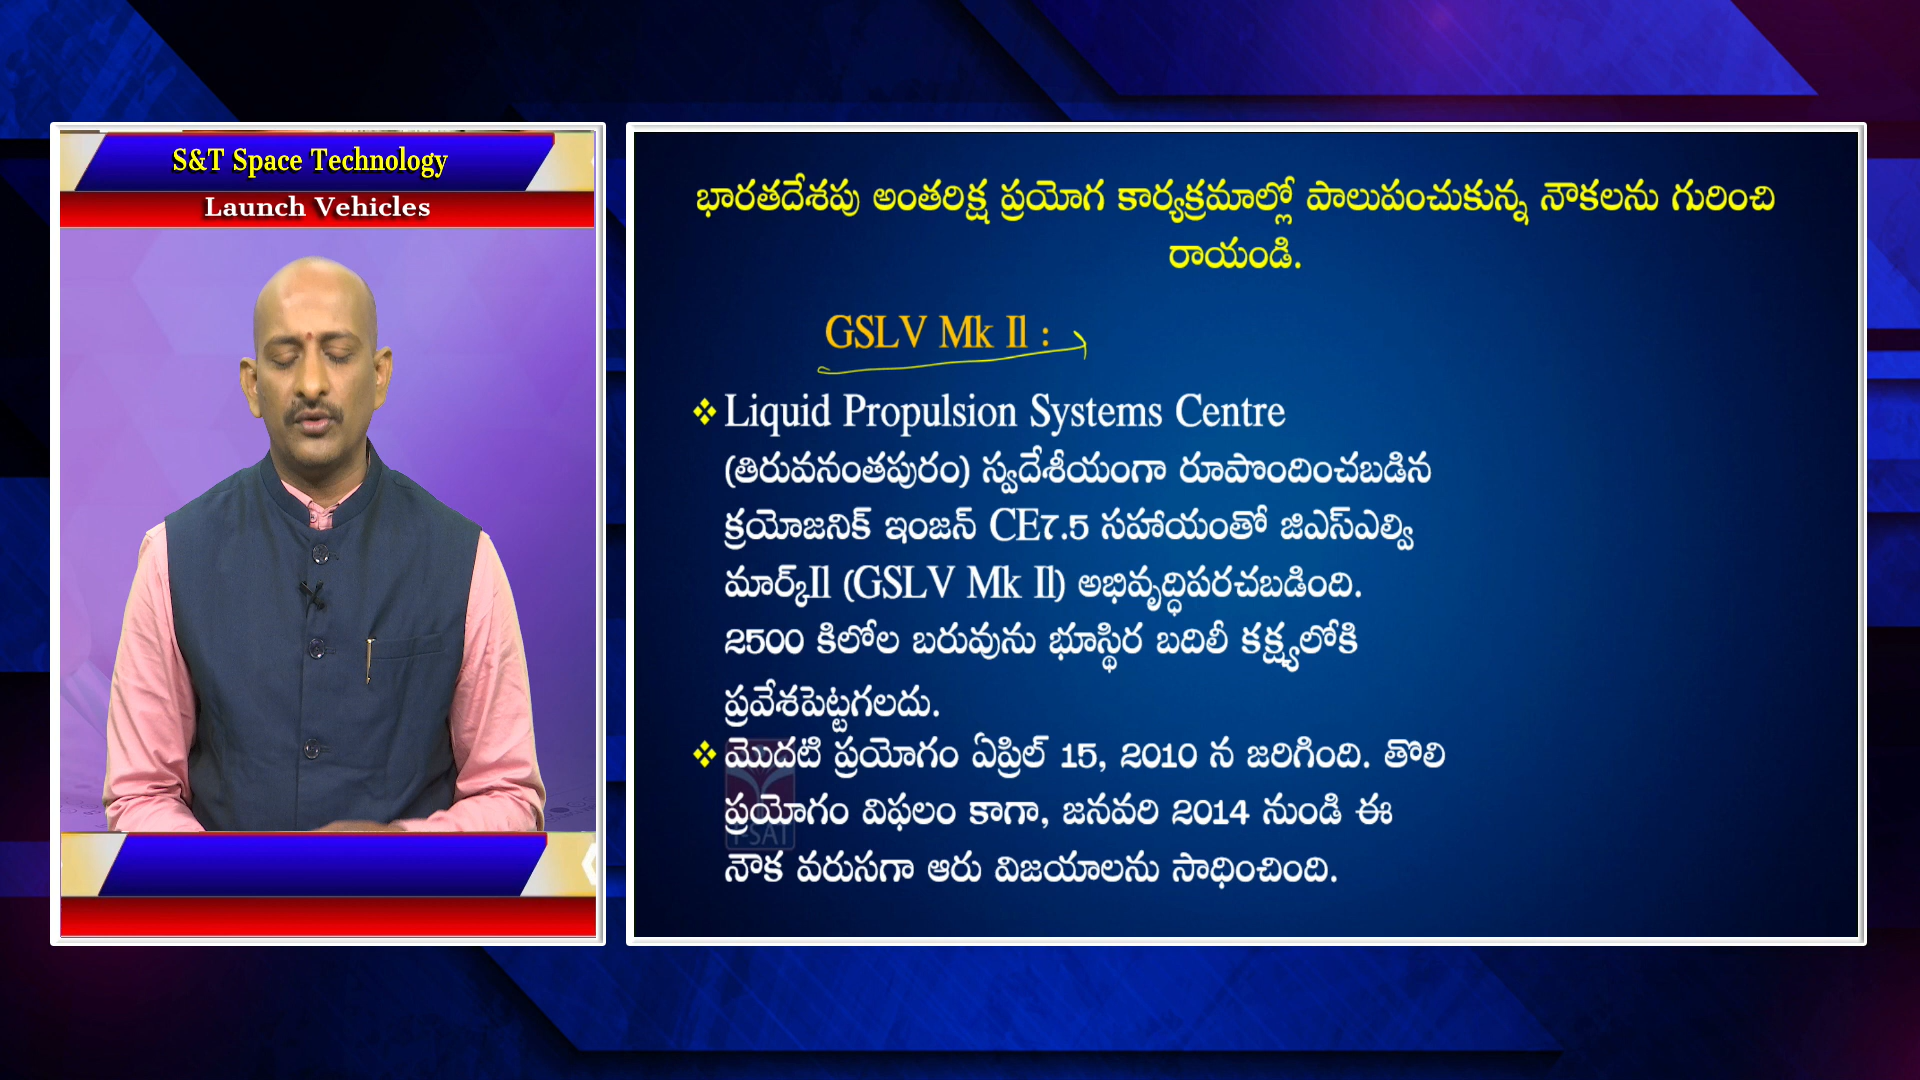 S&T Space Technology
Launch Vehicles
భారతదేశపు అంతరిక్ష ప్రయోగ కార్యక్రమాల్లో పాలుపంచుకున్న నౌకలను గురించి
రాయండి.
GSLV Mk II :
❖ Liquid Propulsion Systems Centre
(తిరువనంతపురం) స్వదేశీయంగా రూపొందించబడిన
క్రయోజనిక్ ఇంజన్ CE7.5 సహాయంతో జిఎస్ఎల్వి
మార్క్II (GSLV Mk II) అభివృద్ధిపరచబడింది.
2500 కిలోల బరువును భూస్థిర బదిలీ కక్ష్యలోకి
ప్రవేశపెట్టగలదు.
❖ మొదటి ప్రయోగం ఏప్రిల్ 15, 2010 న జరిగింది. తొలి
ప్రయోగం విఫలం కాగా, జనవరి 2014 నుండి ఈ
నౌక వరుసగా ఆరు విజయాలను సాధించింది.
T-SAT